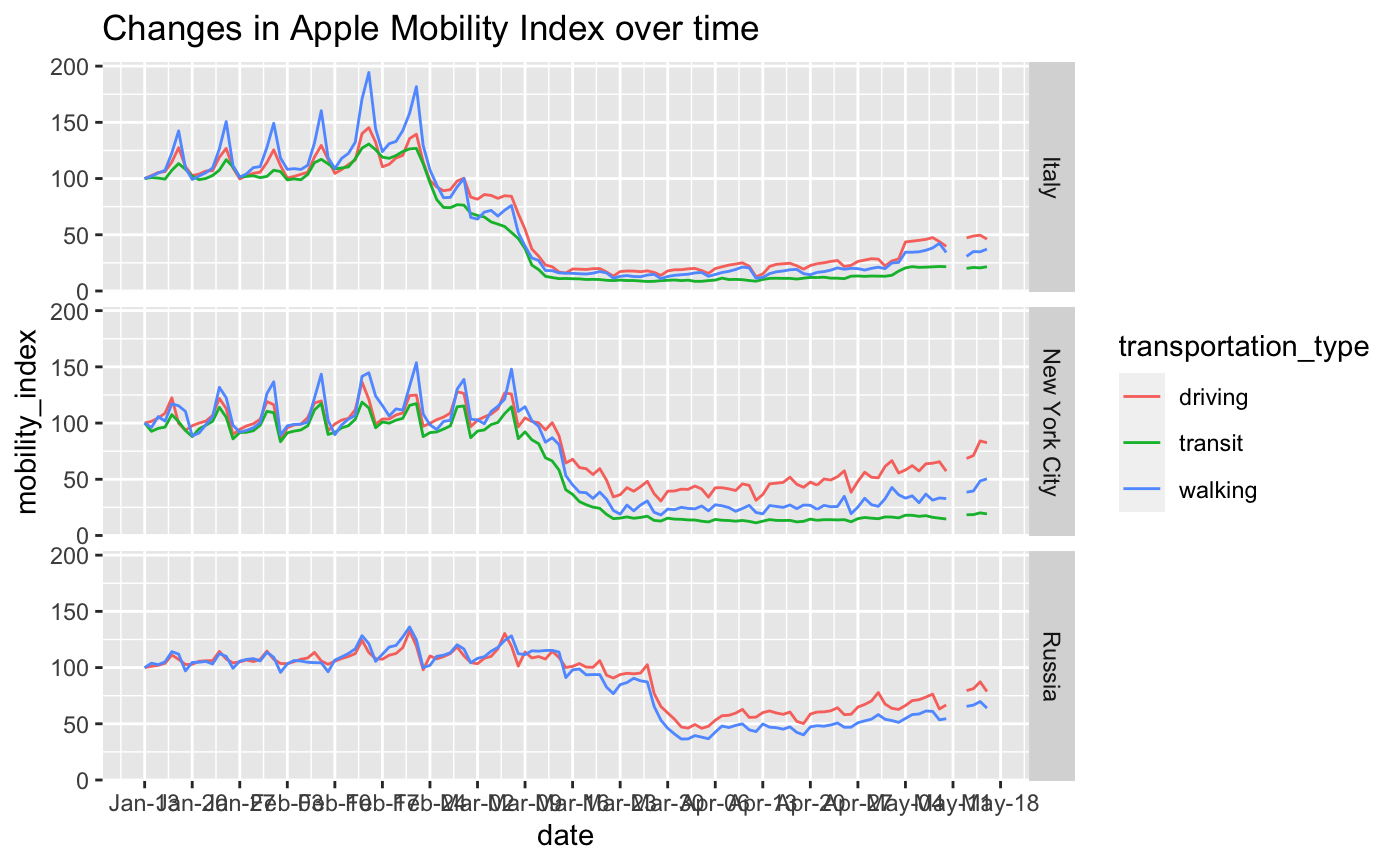 Changes in Apple Mobility Index over time
200
150
100
50
0
Italy
200
150
100
50
0
New York City
200
150
100
50
0
Russia
mobility_index
Jan-13 Jan-20 Jan-27 Feb-03 Feb-10 Feb-17 Feb-24 Mar-02 Mar-09 Mar-16 Mar-23 Mar-30 Apr-06 Apr-13 Apr-20 Apr-27 May-04 May-11 May-18
date
transportation_type
driving
transit
walking